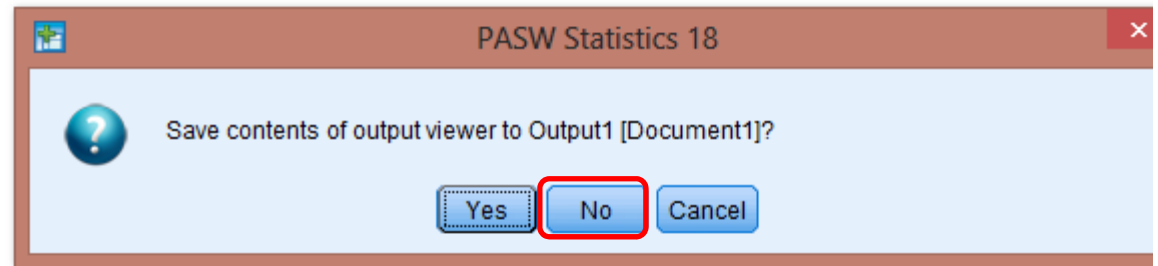 PASW Statistics 18
Save contents of output viewer to Output1 [Document1]?
Yes No Cancel